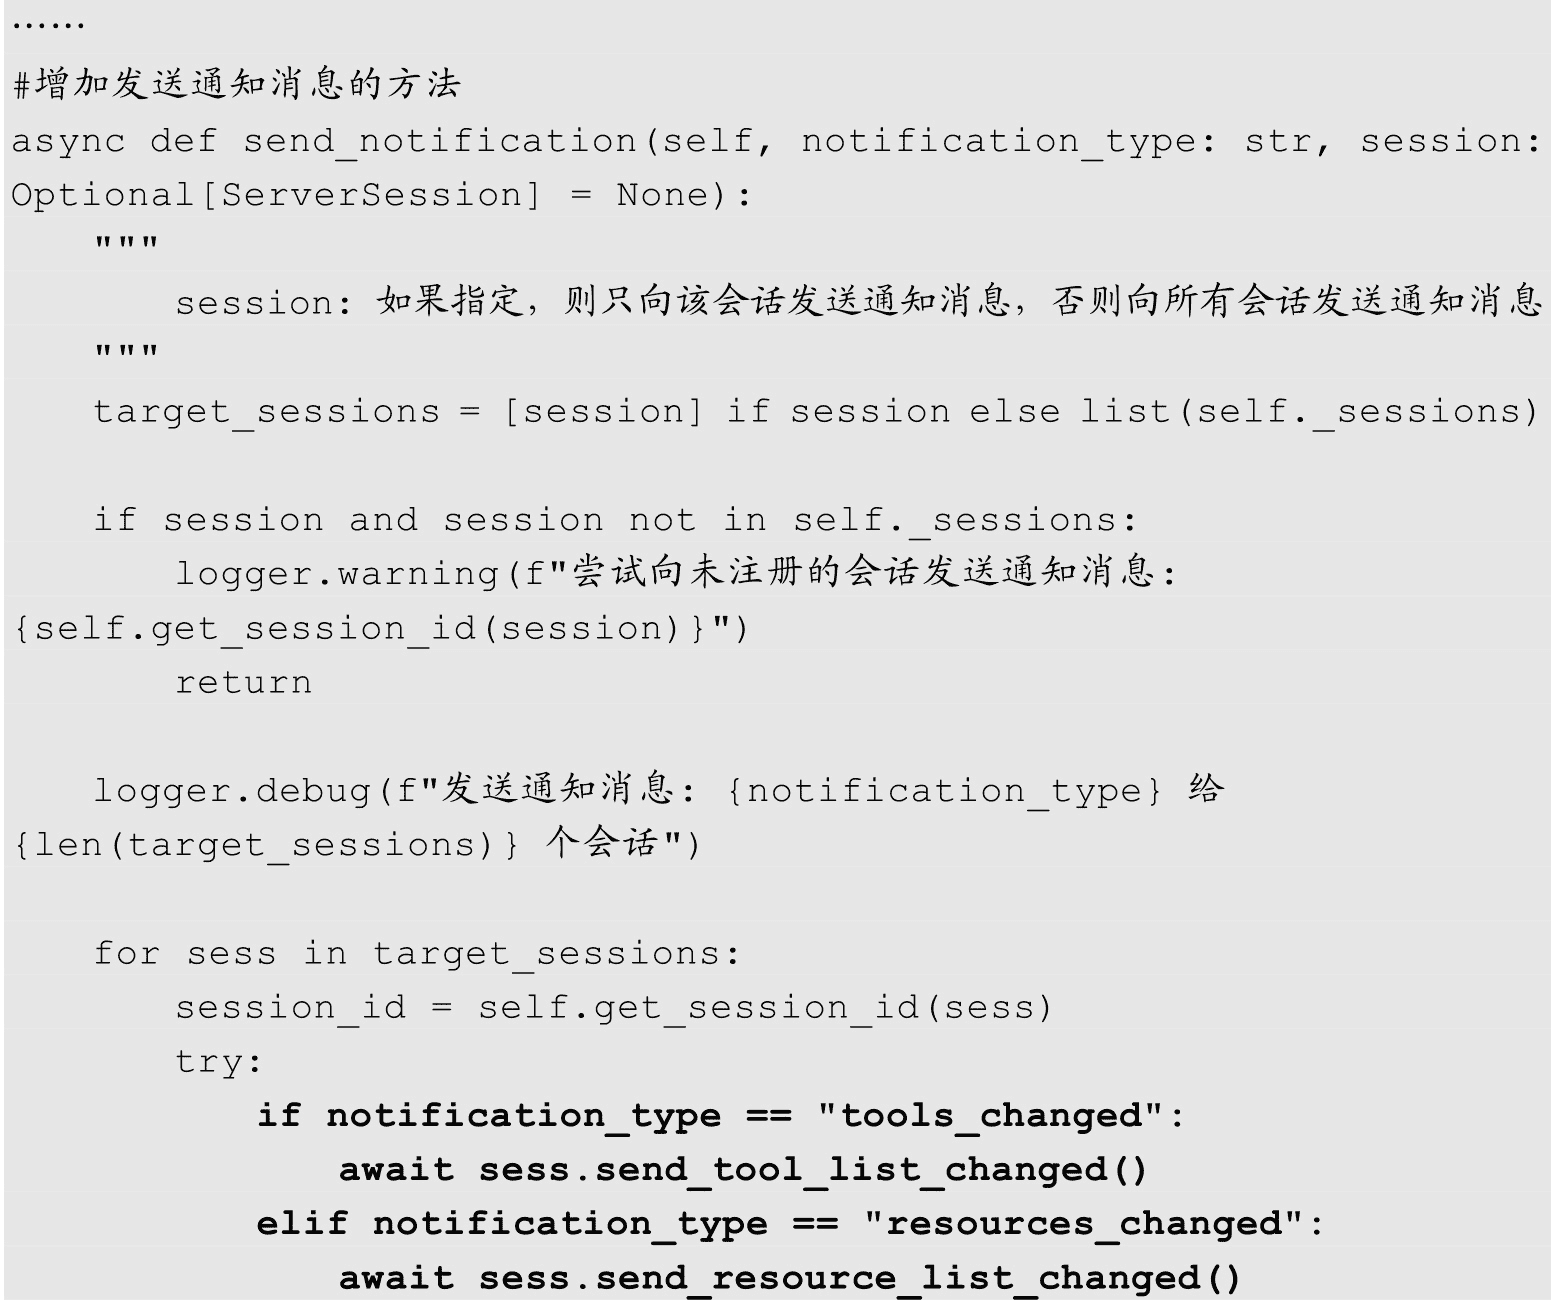 ……
#增加发送通知消息的方法
async def send_notification(self, notification_type: str, session:
Optional[ServerSession] = None):
    """
        session: 如果指定，则只向该会话发送通知消息，否则向所有会话发送通知消息
    """
    target_sessions = [session] if session else list(self._sessions)

    if session and session not in self._sessions:
        logger.warning(f"尝试向未注册的会话发送通知消息：
{self.get_session_id(session)}")
        return

    logger.debug(f"发送通知消息： {notification_type} 给
{len(target_sessions)} 个会话")

    for sess in target_sessions:
        session_id = self.get_session_id(sess)
        try:
            if notification_type == "tools_changed":
                await sess.send_tool_list_changed()
            elif notification_type == "resources_changed":
                await sess.send_resource_list_changed()